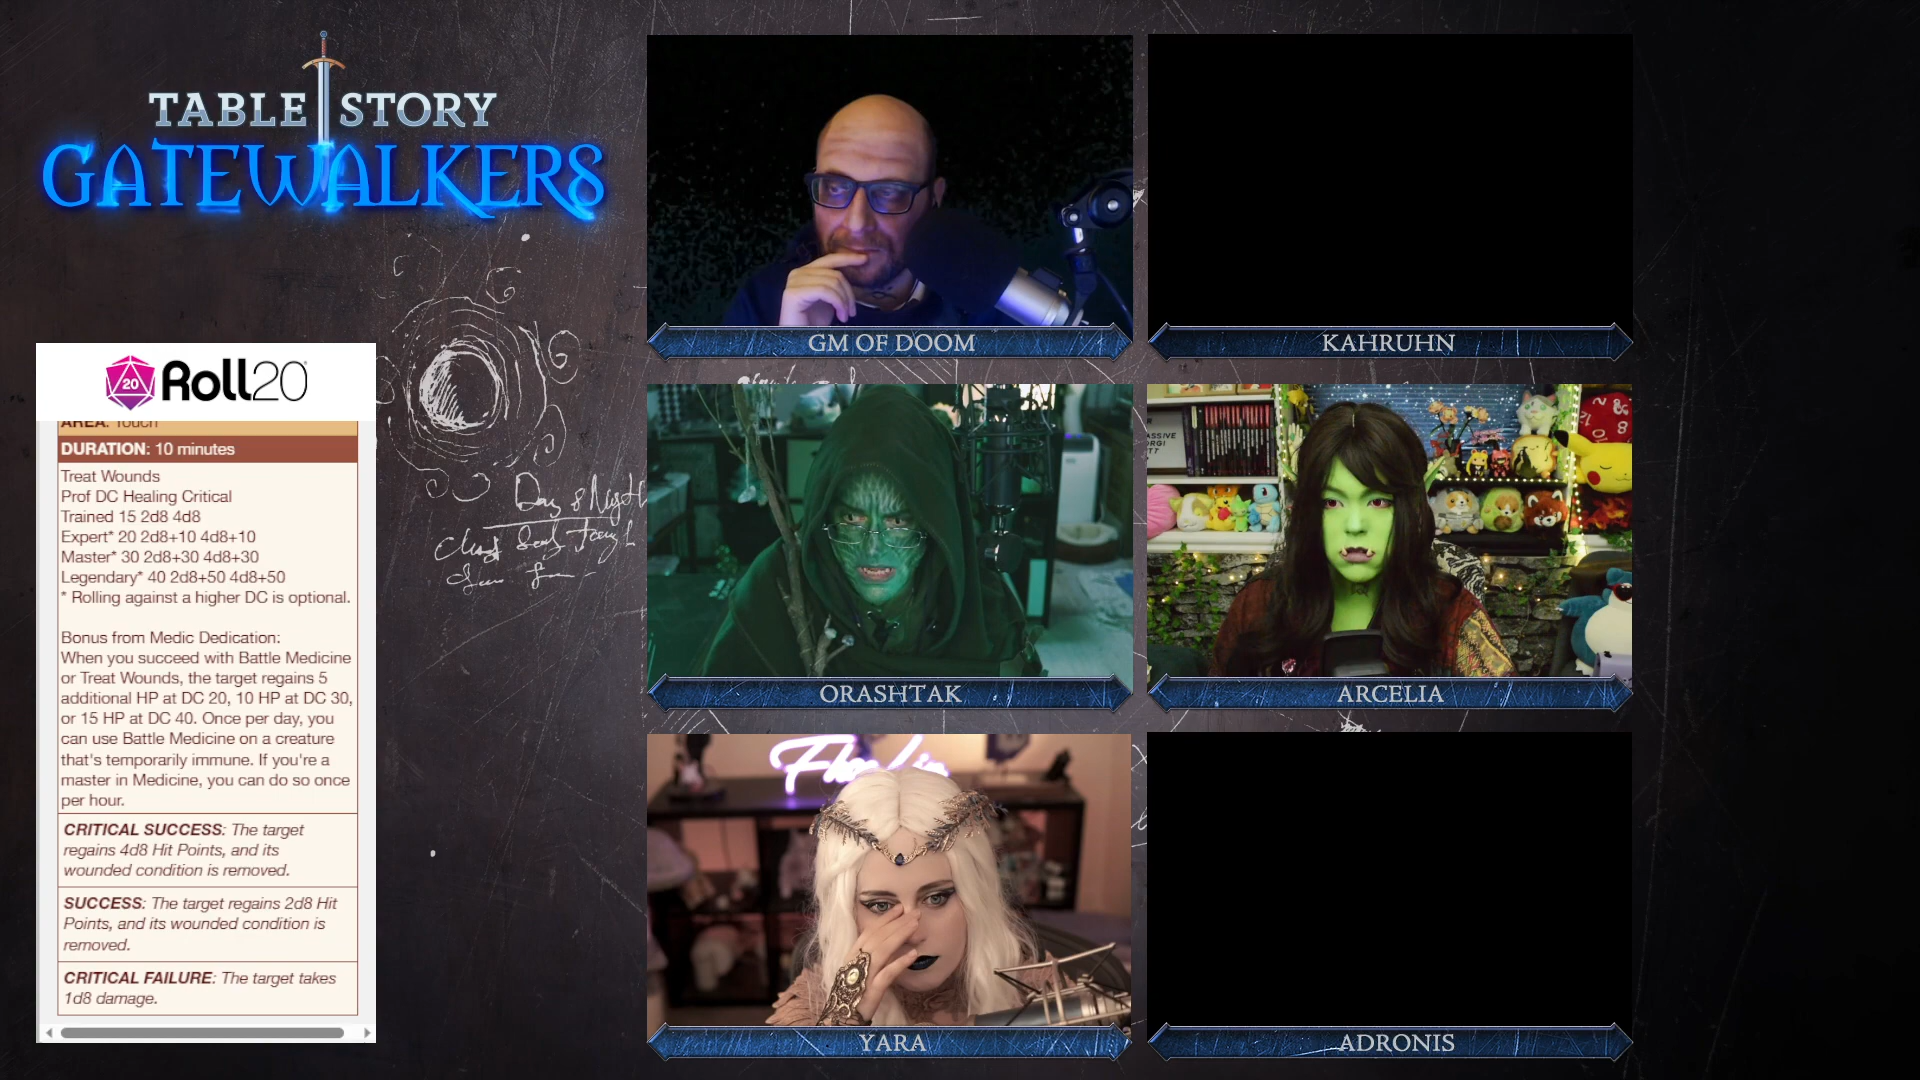 TABLE STORY
GATEWALKERS
GM OF DOOM
KAHRUHN
20
Roll20
AREA: Touch
DURATION: 10 minutes
Treat Wounds
Prof DC Healing Critical
Trained 15 2d8 4d8
Expert* 20 2d8+10 4d8+10
Master* 30 2d8+30 4d8+30
Legendary* 40 2d8+50 4d8+50
* Rolling against a higher DC is optional.
Bonus from Medic Dedication:
When you succeed with Battle Medicine
or Treat Wounds, the target regains 5
additional HP at DC 20, 10 HP at DC 30,
or 15 HP at DC 40. Once per day, you
can use Battle Medicine on a creature
that's temporarily immune. If you're a
master in Medicine, you can do so once
per hour.
CRITICAL SUCCESS: The target
regains 4d8 Hit Points, and its
wounded condition is removed.
SUCCESS: The target regains 2d8 Hit
Points, and its wounded condition is
removed.
CRITICAL FAILURE: The target takes
1d8 damage.
Day & Night
ORASHTAK
ARCELIA
YARA
ADRONIS